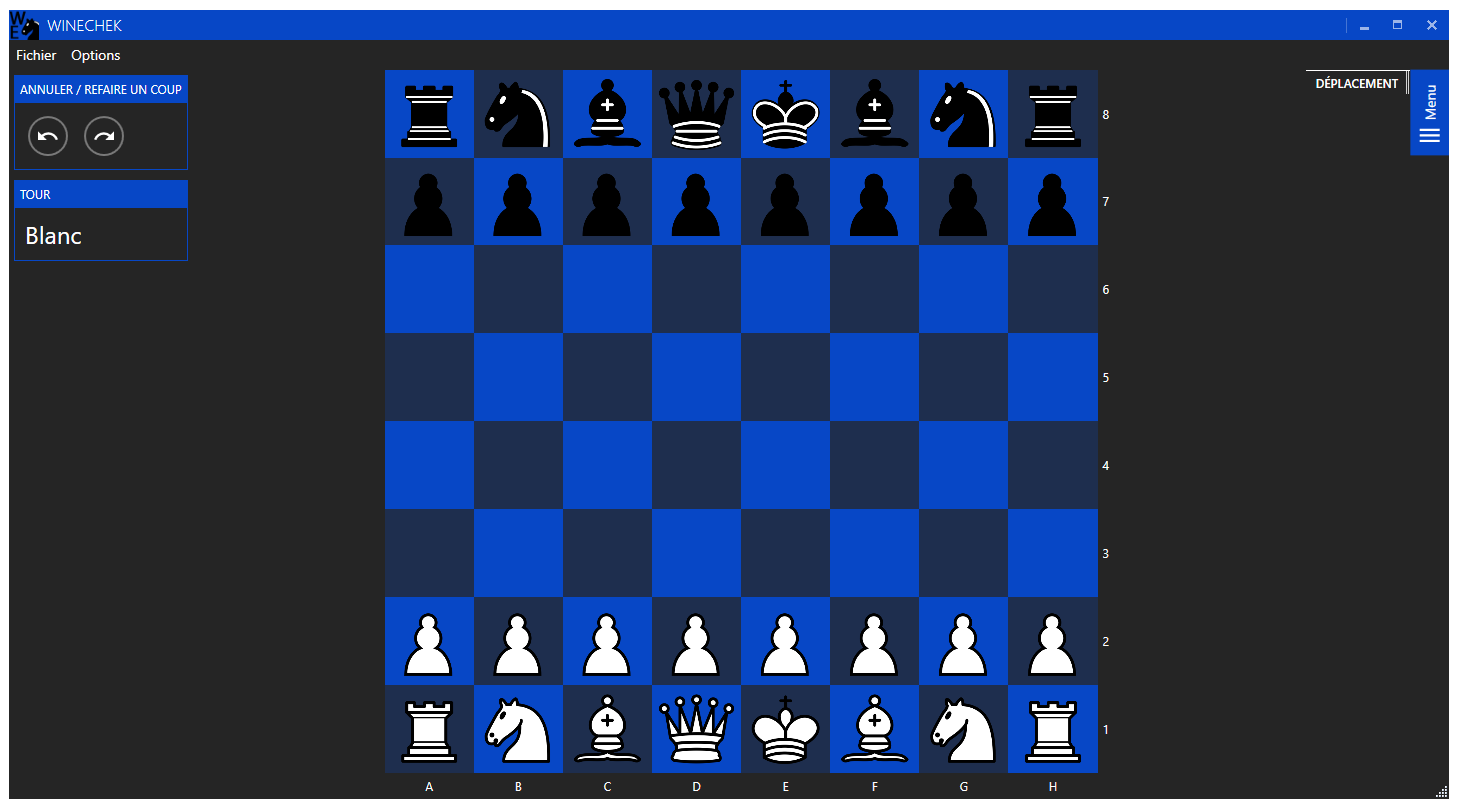 WE
WINECHEK
Fichier Options
ANNULER / REFAIRE UN COUP
TOUR
Blanc
DÉPLACEMENT
Menu
8
7
6
5
4
3
2
1
A B C D E F G H